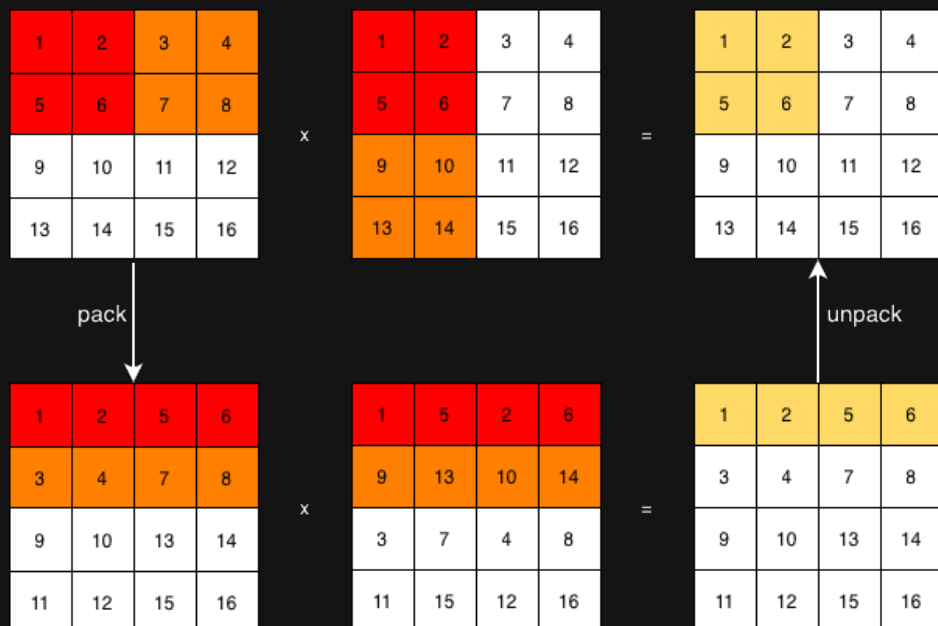 1 2 3 4 1 2 3 4 1 2 3 4
5 6 7 8 5 6 7 8 5 6 7 8
x =
9 10 11 12 9 10 11 12 9 10 11 12
13 14 15 16 13 14 15 16 13 14 15 16
pack unpack
1 2 5 6 1 5 2 6 1 2 5 6
3 4 7 8 9 13 10 14 3 4 7 8
x =
9 10 13 14 3 7 4 8 9 10 13 14
11 12 15 16 11 15 12 16 11 12 15 16